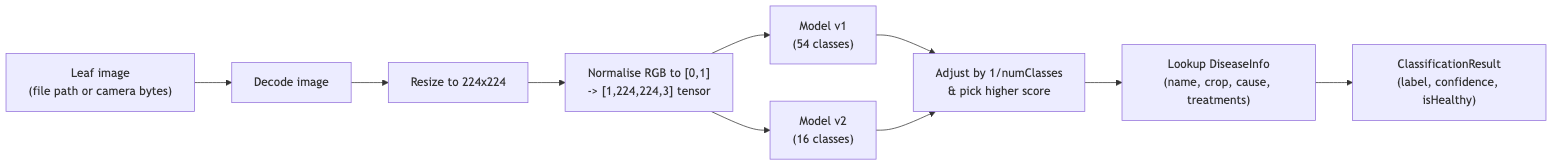 Leaf image
(file path or camera bytes)
Decode image
Resize to 224x224
Normalise RGB to [0,1]
-> [1,224,224,3] tensor
Model v1
(54 classes)
Model v2
(16 classes)
Adjust by 1/numClasses
& pick higher score
Lookup DiseaseInfo
(name, crop, cause,
treatments)
ClassificationResult
(label, confidence,
isHealthy)